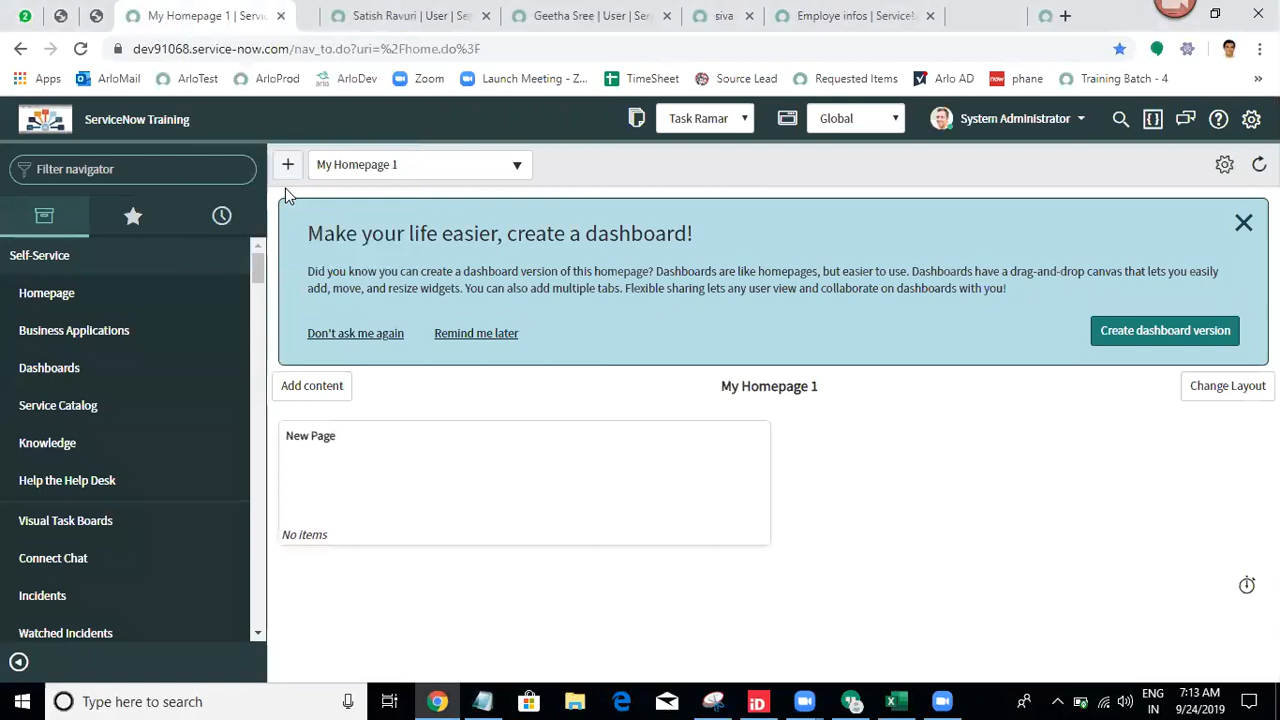 My Homepage 1 | Servic
Satish Ravuri | User | Se
Geetha Sree | User | Serv
siva
Employe infos | Service
dev91068.service-now.com/nav_to.do?uri=%2Fhome.do%3F
Apps
ArloMail
ArloTest
ArloProd
ArloDev
Zoom
Launch Meeting - Z...
TimeSheet
Source Lead
Requested Items
Arlo AD
now
phane
Training Batch - 4
»
ServiceNow Training
Task Ramar
Global
System Administrator
Filter navigator
My Homepage 1
Self-Service
Homepage
Business Applications
Dashboards
Service Catalog
Knowledge
Help the Help Desk
Visual Task Boards
Connect Chat
Incidents
Watched Incidents
Make your life easier, create a dashboard!
Did you know you can create a dashboard version of this homepage? Dashboards are like homepages, but easier to use. Dashboards have a drag-and-drop canvas that lets you easily
add, move, and resize widgets. You can also add multiple tabs. Flexible sharing lets any user view and collaborate on dashboards with you!
Don't ask me again
Remind me later
Create dashboard version
Add content
My Homepage 1
Change Layout
New Page
No items
Type here to search
iD
ENG
IN
7:13 AM
9/24/2019